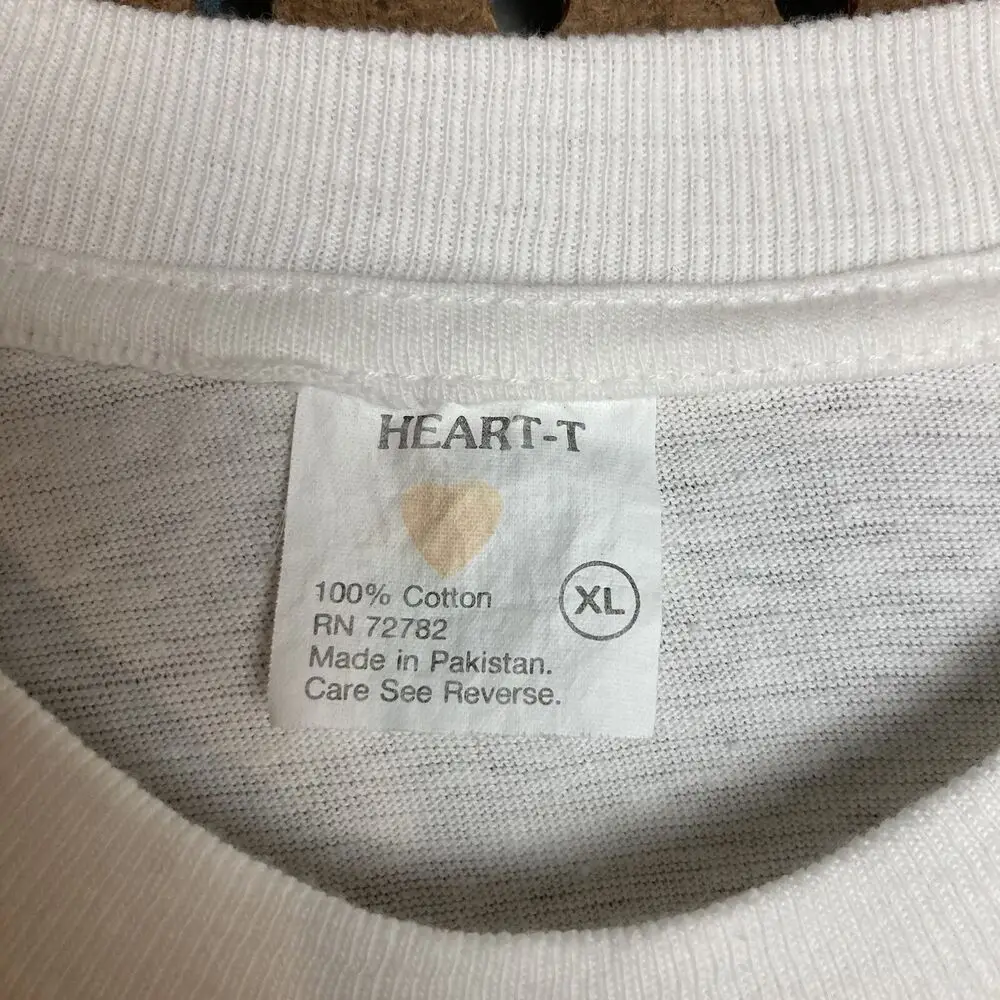 HEART-T
100% Cotton
XL
RN 72782
Made in Pakistan.
Care See Reverse.